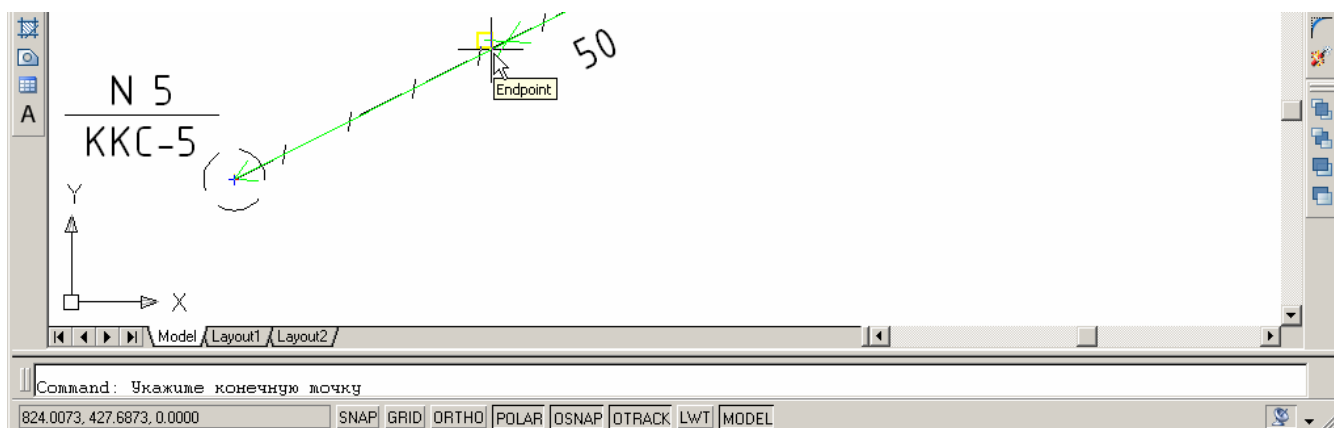 50
Endpoint
N 5
ККС-5
A
Y
X
Model Layout1 Layout2
Command: Укажите конечную точку
824.0073, 427.6873, 0.0000 SNAP GRID ORTHO POLAR OSNAP OTRACK LWT MODEL